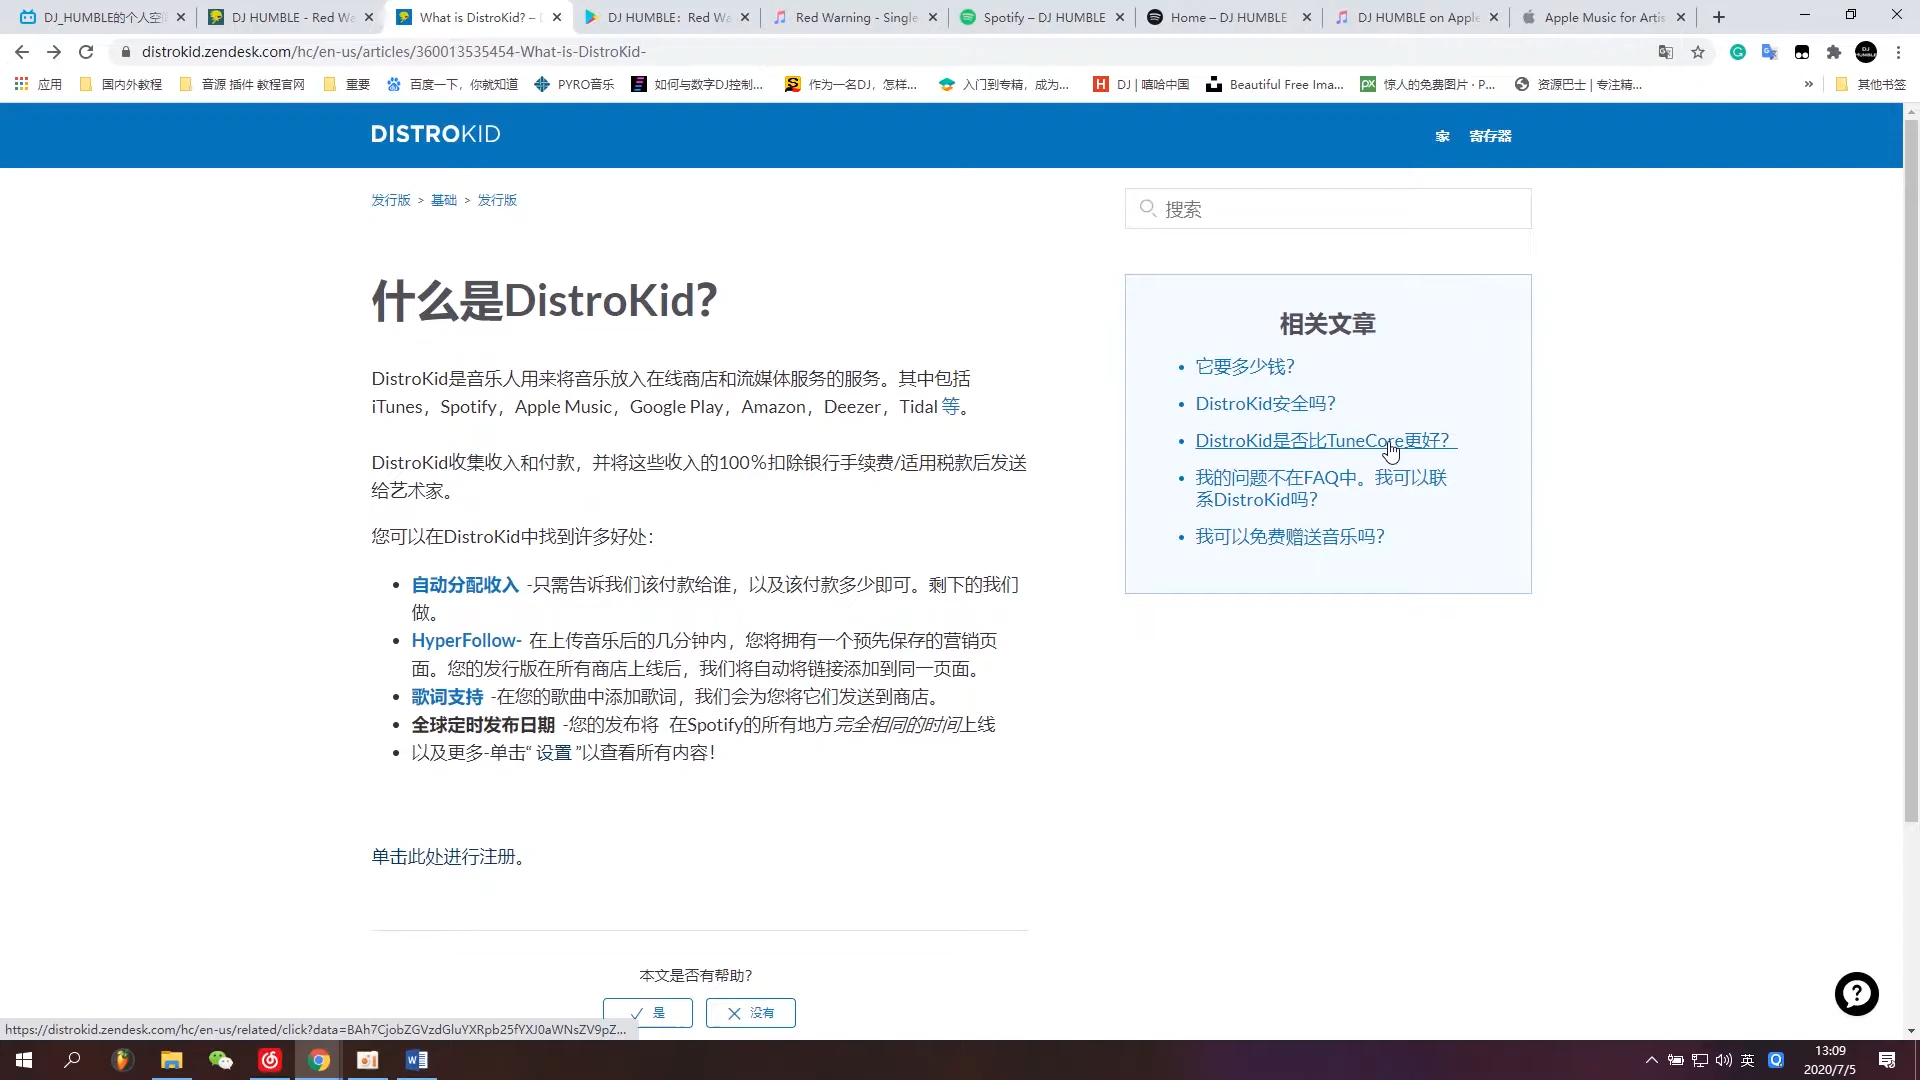 DJ_HUMBLE的个人空
DJ HUMBLE - Red Wa
What is DistroKid? –
DJ HUMBLE：Red W
Red Warning - Single
Spotify – DJ HUMBLE
Home – DJ HUMBLE
DJ HUMBLE on Apple
Apple Music for Artis
distrokid.zendesk.com/hc/en-us/articles/360013535454-What-is-DistroKid-
应用
国内外教程
音源 插件 教程官网
重要
百度一下，你就知道
PYRO音乐
如何与数字DJ控制...
作为一名DJ，怎样...
入门到专精，成为...
DJ | 嘻哈中国
Beautiful Free Ima...
惊人的免费图片 · P...
资源巴士 | 专注精...
»
其他书签
DISTROKID
家
寄存器
发行版 > 基础 > 发行版
搜索
什么是DistroKid？
DistroKid是音乐人用来将音乐放入在线商店和流媒体服务的服务。其中包括
iTunes，Spotify，Apple Music，Google Play，Amazon，Deezer，Tidal 等。
DistroKid收集收入和付款，并将这些收入的100％扣除银行手续费/适用税款后发送
给艺术家。
您可以在DistroKid中找到许多好处：
• 自动分配收入 -只需告诉我们该付款给谁，以及该付款多少即可。剩下的我们
做。
• HyperFollow- 在上传音乐后的几分钟内，您将拥有一个预先保存的营销页
面。您的发行版在所有商店上线后，我们将自动将链接添加到同一页面。
• 歌词支持 -在您的歌曲中添加歌词，我们会为您将它们发送到商店。
• 全球定时发布日期 -您的发布将 在Spotify的所有地方完全相同的时间上线
• 以及更多-单击“ 设置 ”以查看所有内容！
单击此处进行注册。
本文是否有帮助？
是
没有
相关文章
• 它要多少钱？
• DistroKid安全吗？
• DistroKid是否比TuneCore更好？
• 我的问题不在FAQ中。我可以联
系DistroKid吗？
• 我可以免费赠送音乐吗？
https://distrokid.zendesk.com/hc/en-us/related/click?data=BAh7CjobZGVzdGluYXRpb25fYXJ0aWNsZV9pZ...
英
13:09
2020/7/5